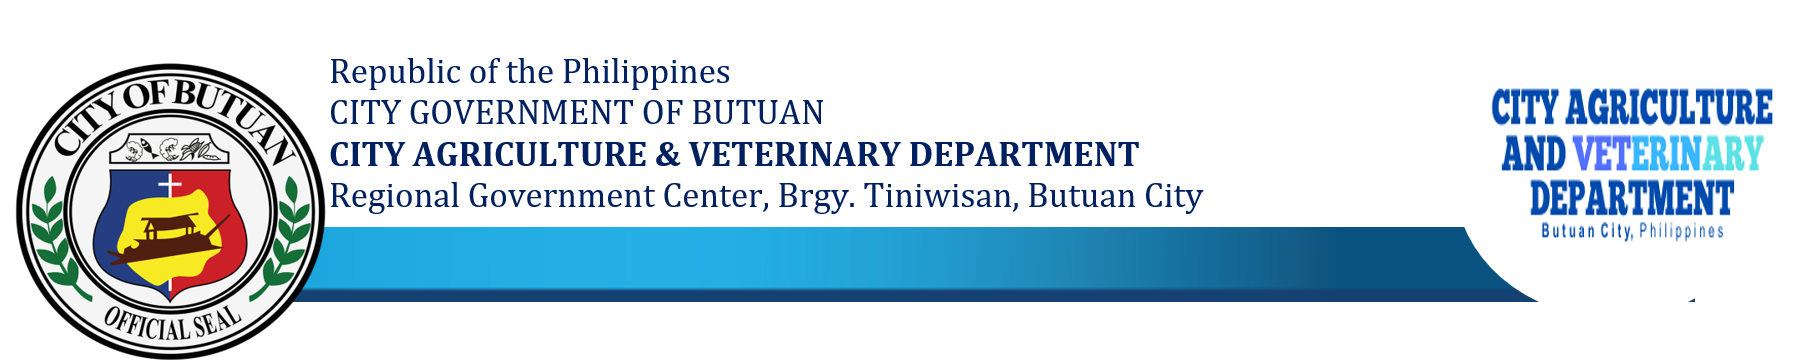 CITY OF BUTUAN
OFFICIAL SEAL
Republic of the Philippines
CITY GOVERNMENT OF BUTUAN
CITY AGRICULTURE & VETERINARY DEPARTMENT
Regional Government Center, Brgy. Tiniwisan, Butuan City
CITY AGRICULTURE
AND VETERINARY
DEPARTMENT
Butuan City, Philippines